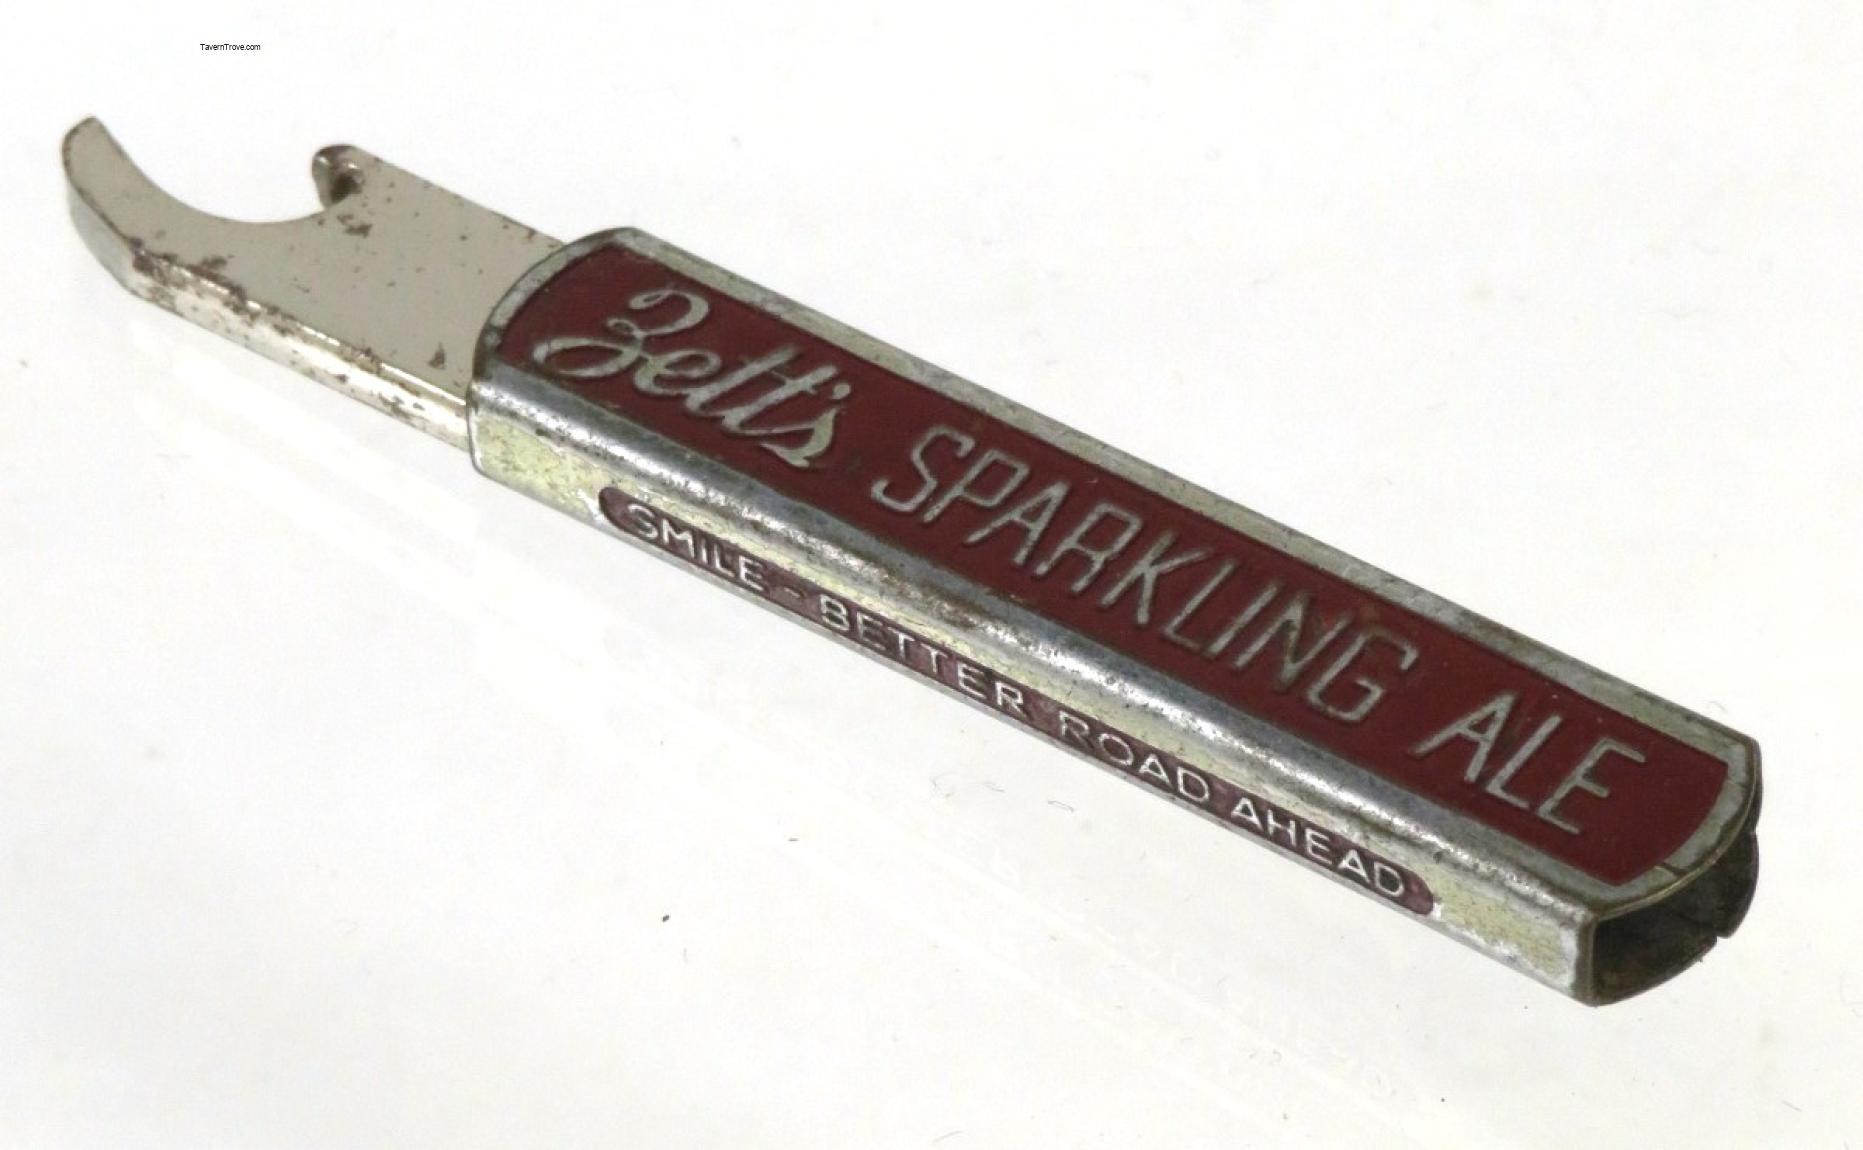 TavernTrove.com
Zett's SPARKLING ALE
SMILE - BETTER ROAD AHEAD